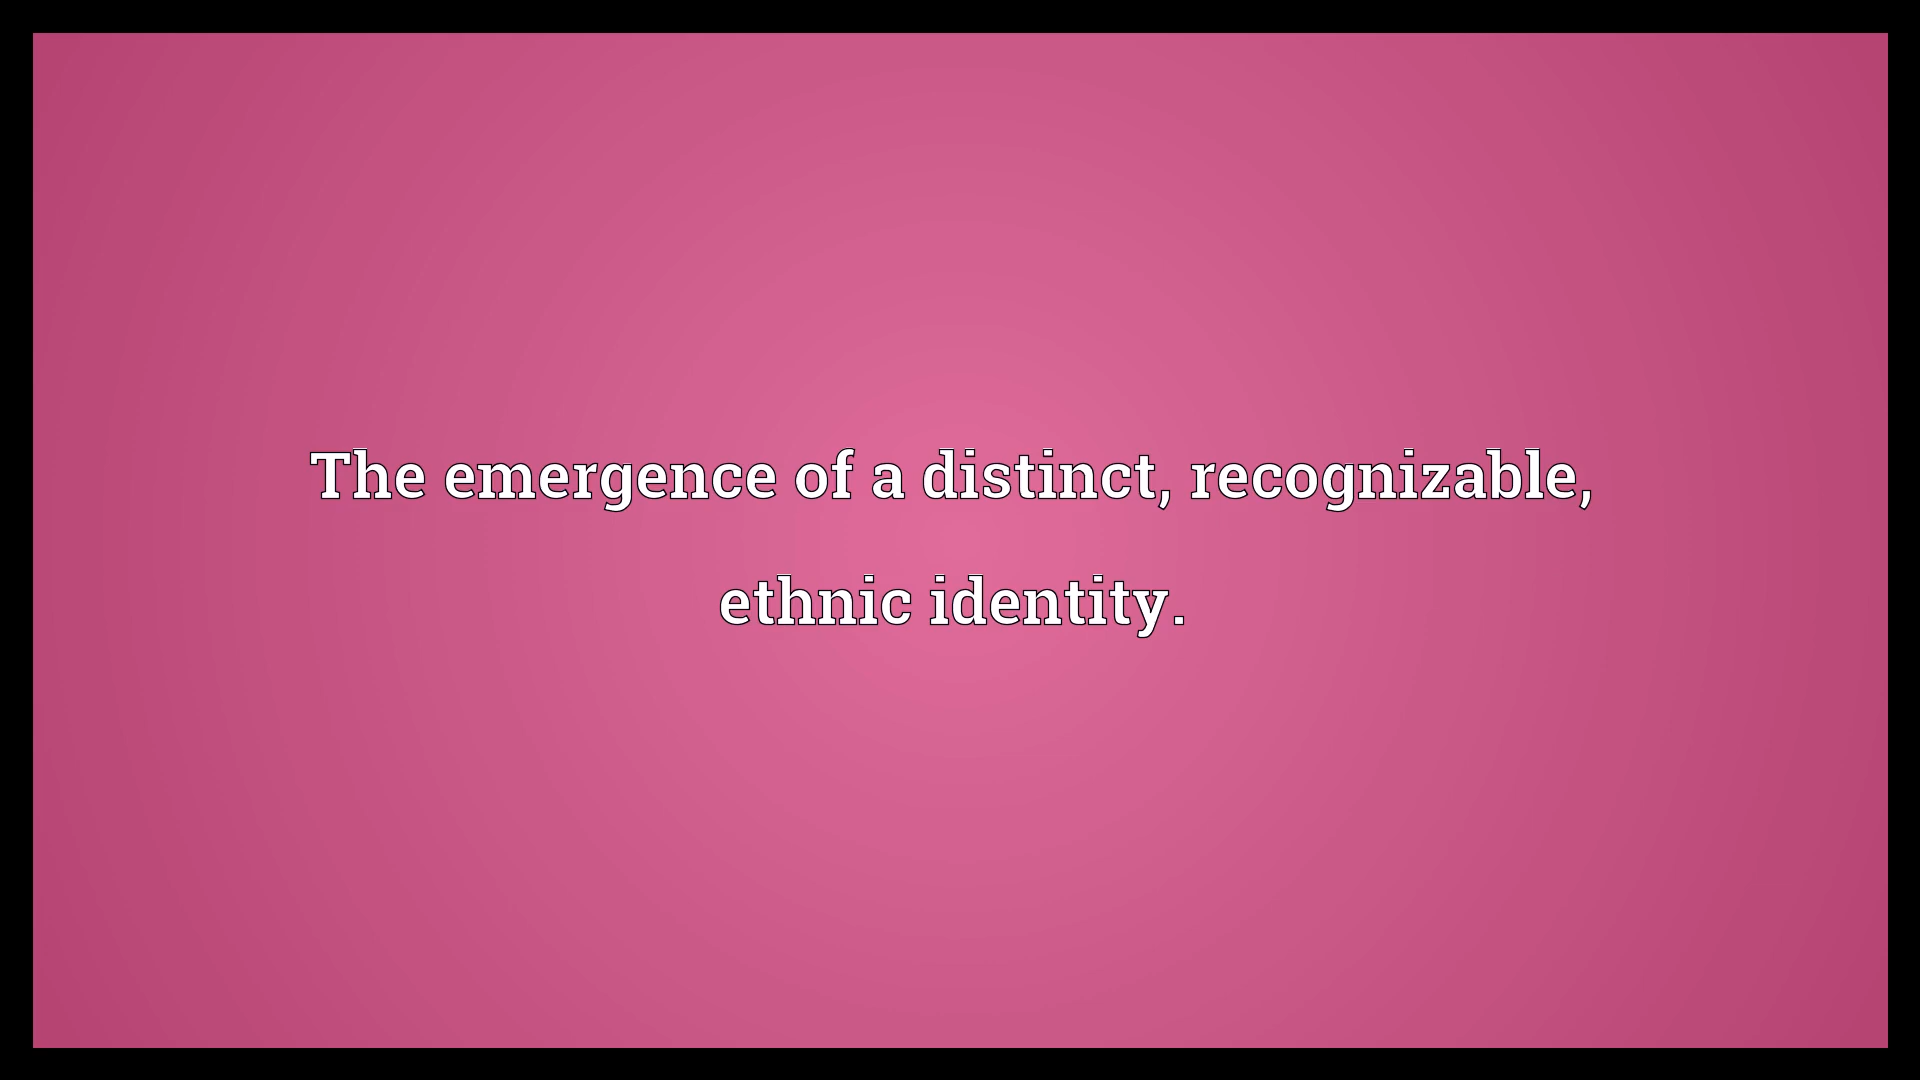 The emergence of a distinct, recognizable,
ethnic identity.